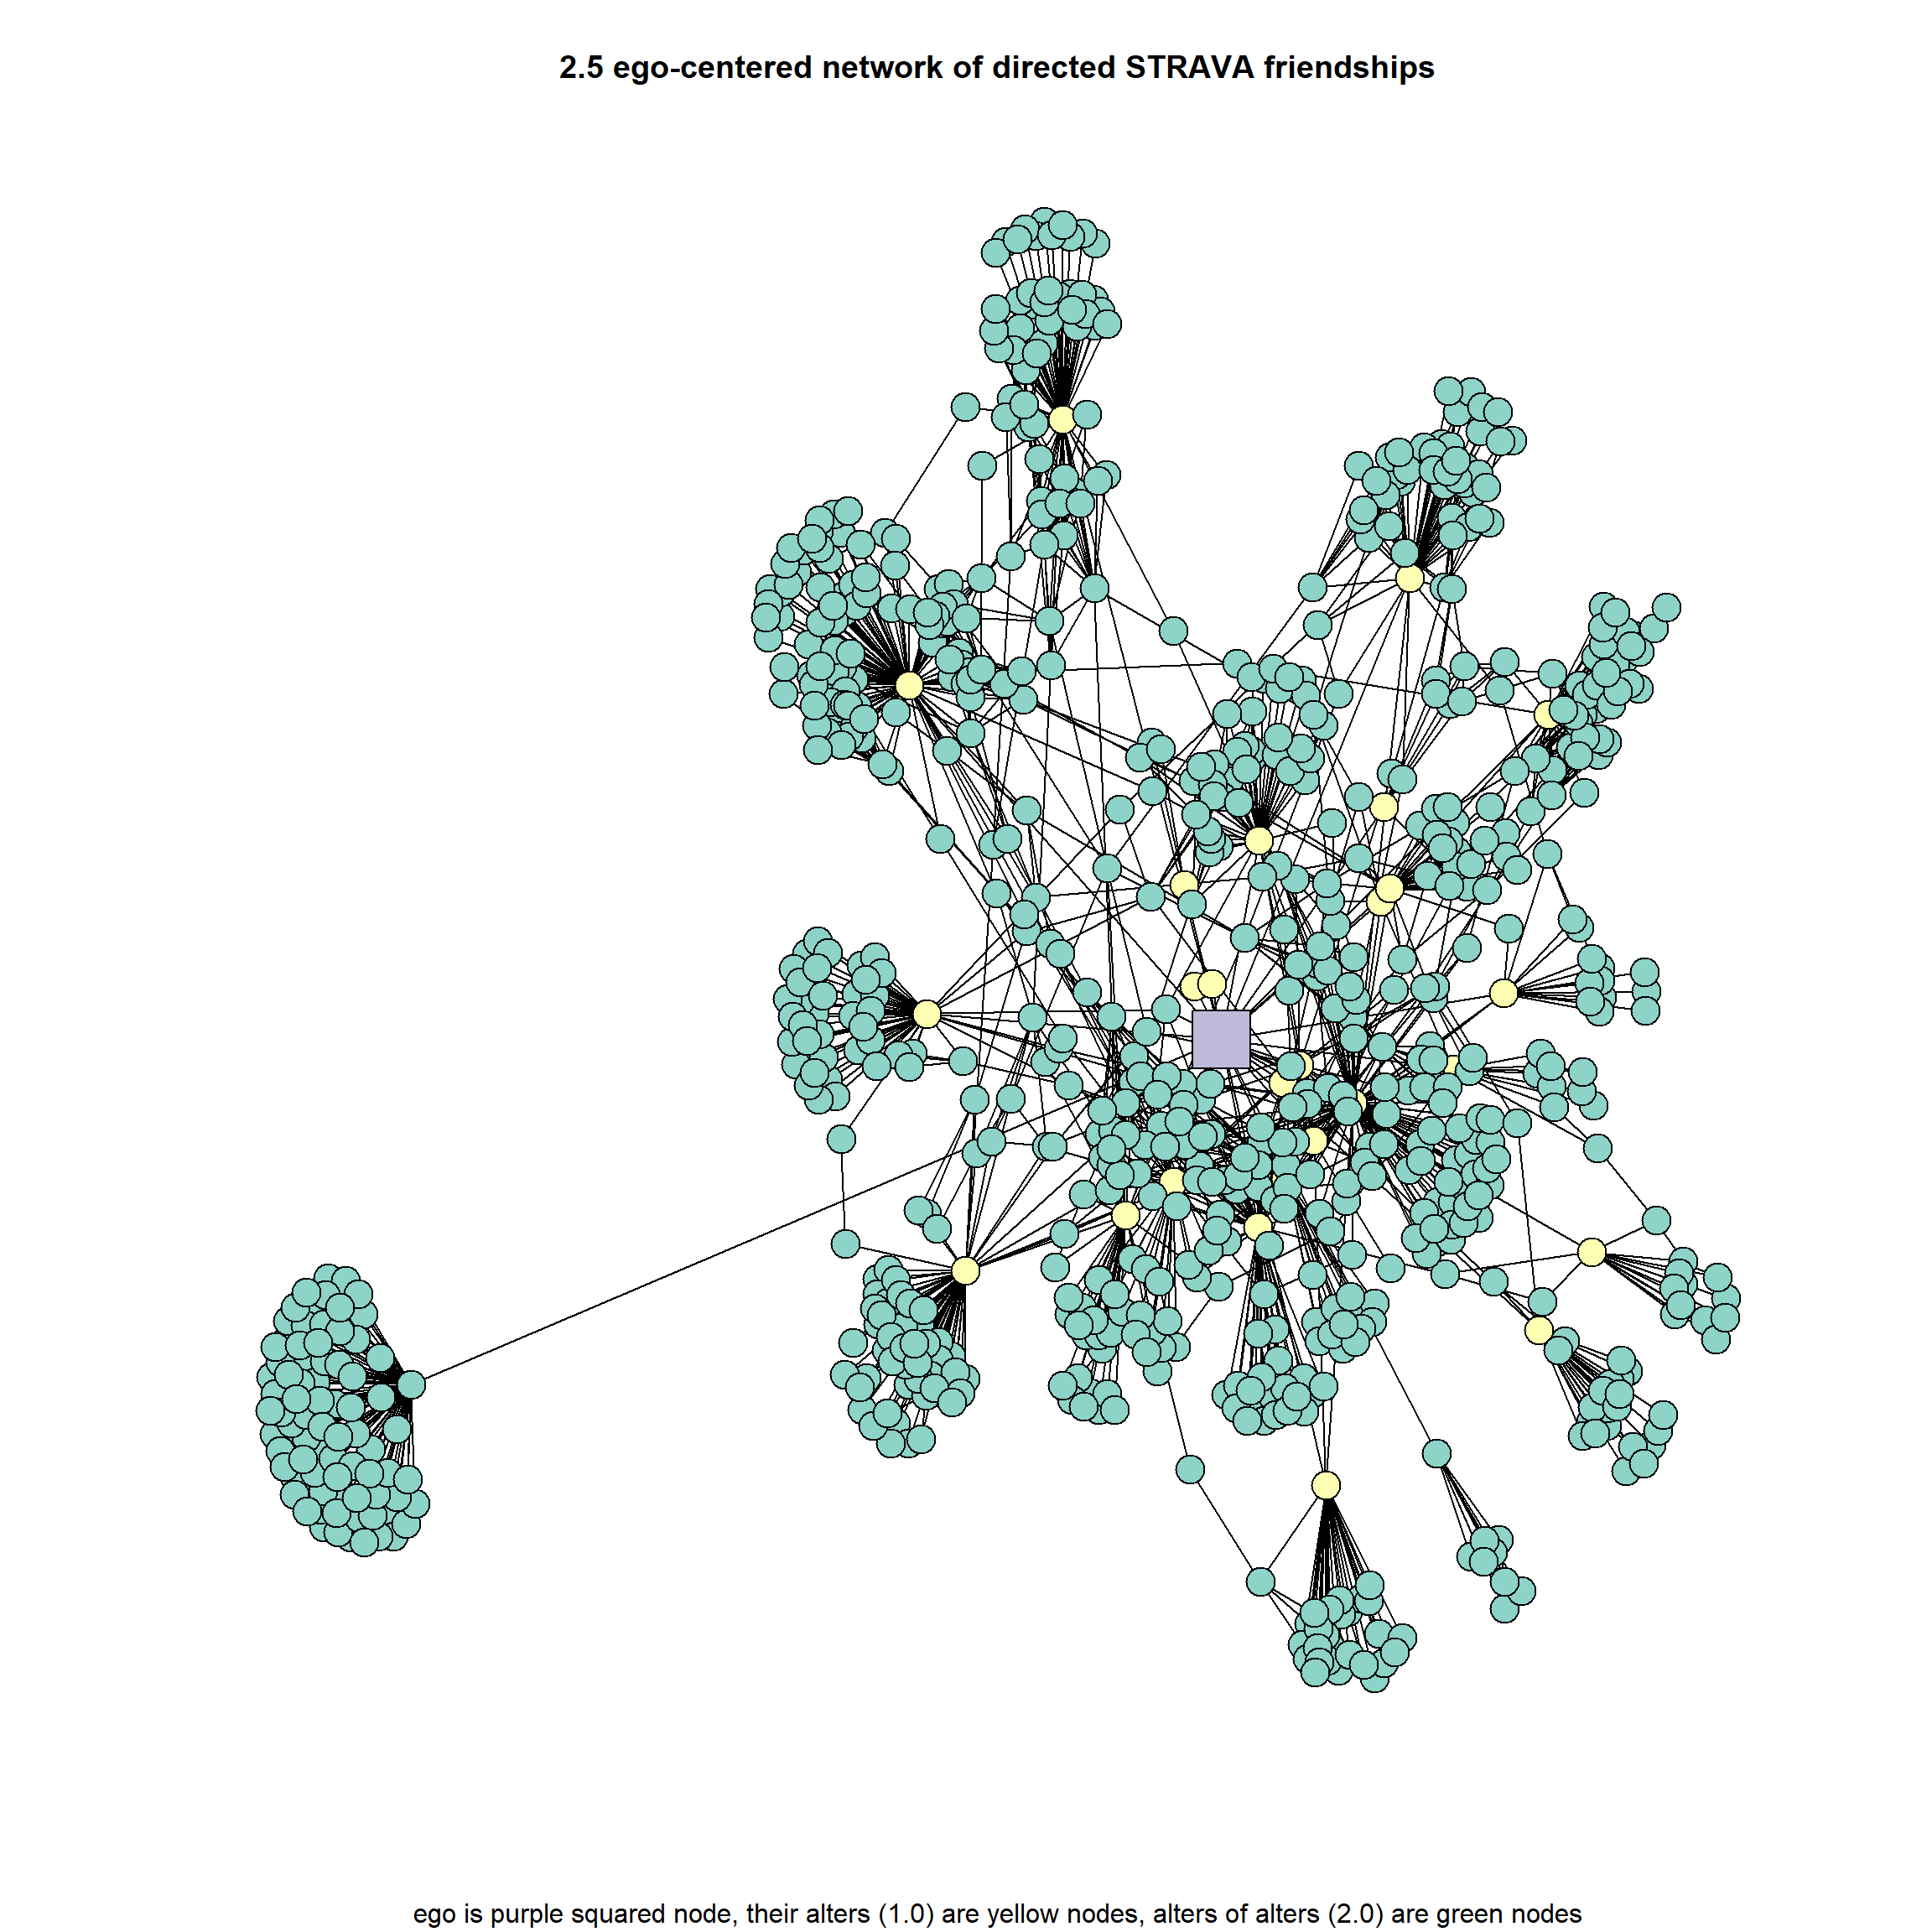 2.5 ego-centered network of directed STRAVA friendships
ego is purple squared node, their alters (1.0) are yellow nodes, alters of alters (2.0) are green nodes